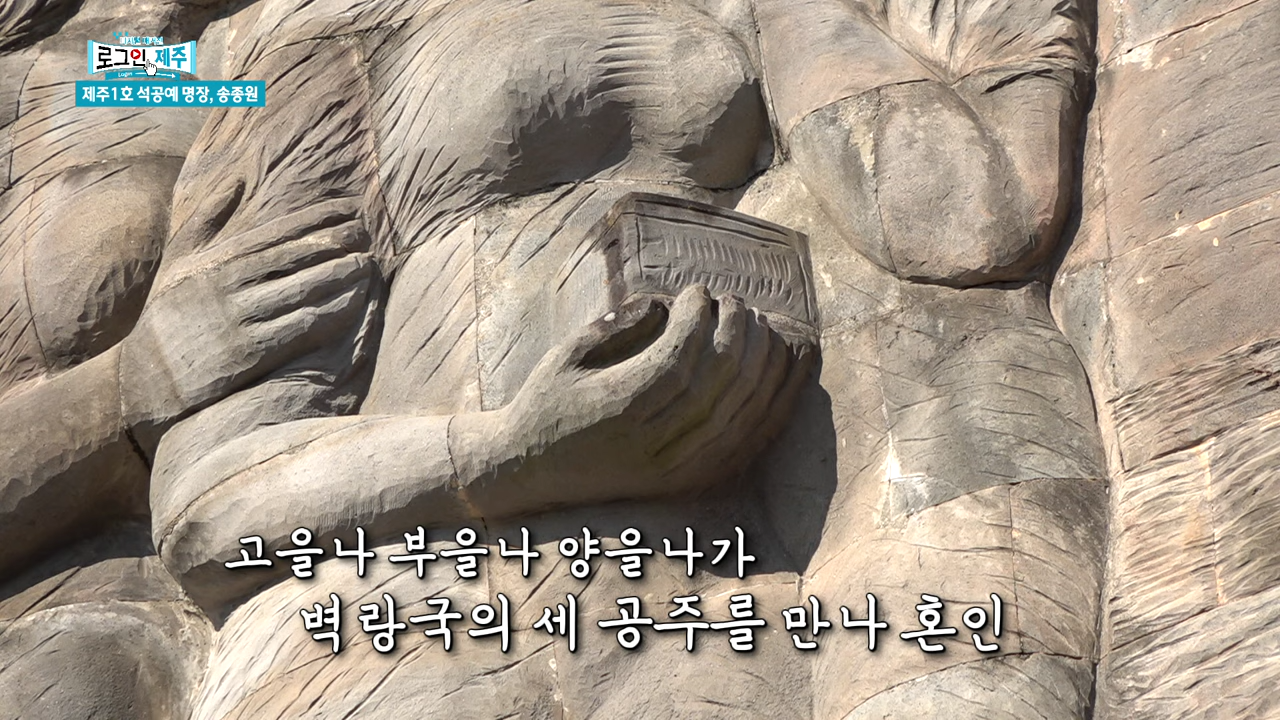 로그인 제주
Login
제주1호 석공예 명장, 송종원
고을나 부을나 양을나가
벽랑국의 세 공주를 만나 혼인